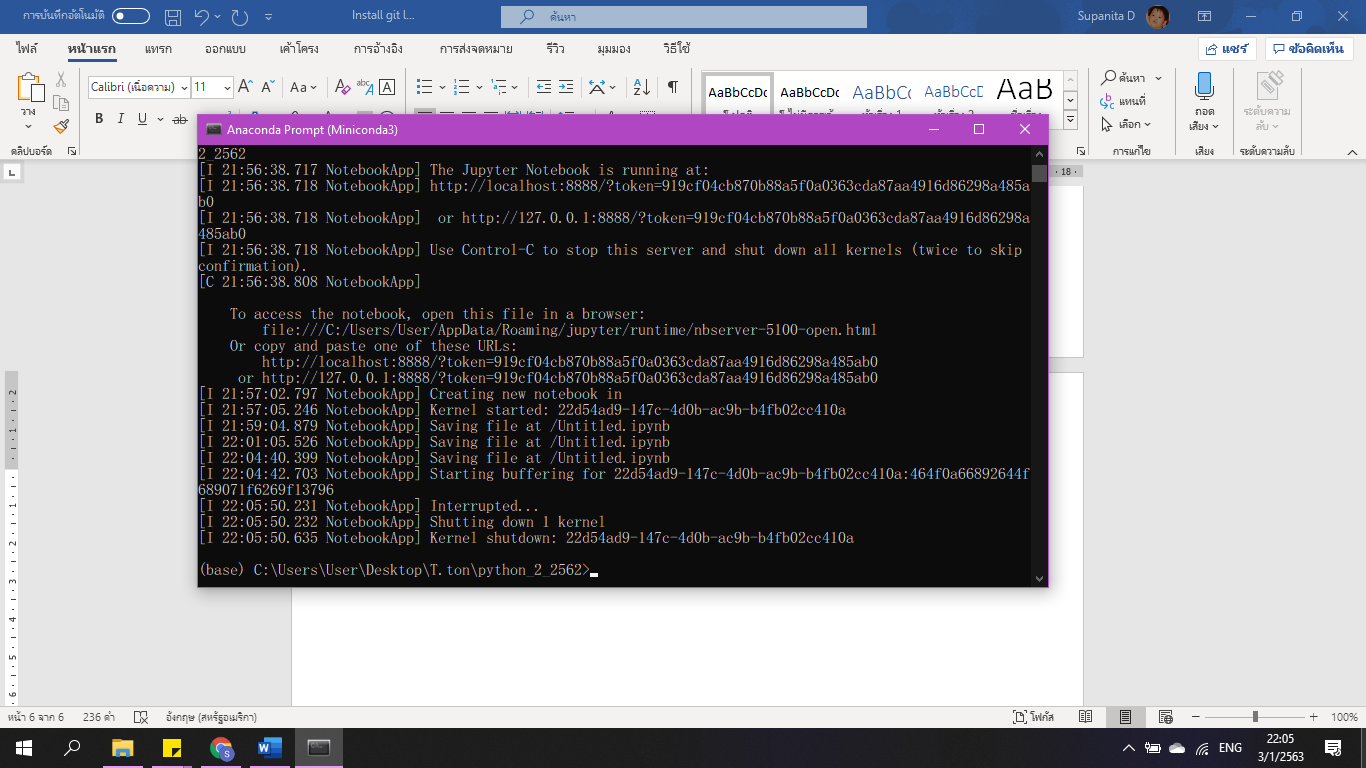 การบันทึกอัตโนมัติ
Install git l...
ค้นหา
Supanita D
ไฟล์ หน้าแรก แทรก ออกแบบ เค้าโครง การอ้างอิง การส่งจดหมาย รีวิว มุมมอง วิธีใช้
แชร์ ข้อคิดเห็น
วาง
Calibri (เนื้อความ) 11
Aa
B I U ab
คลิปบอร์ด
AaBbCcDc AaBbCcDc AaBbCc AaBbCcD AaB
ค้นหา
แทนที่
เลือก
การแก้ไข
ถอดเสียง
เสียง
ระดับความลับ
ระดับความลับ
Anaconda Prompt (Miniconda3)
2_2562
[I 21:56:38.717 NotebookApp] The Jupyter Notebook is running at:
[I 21:56:38.718 NotebookApp] http://localhost:8888/?token=919cf04cb870b88a5f0a0363cda87aa4916d86298a485a
b0
[I 21:56:38.718 NotebookApp]  or http://127.0.0.1:8888/?token=919cf04cb870b88a5f0a0363cda87aa4916d86298a
485ab0
[I 21:56:38.718 NotebookApp] Use Control-C to stop this server and shut down all kernels (twice to skip
confirmation).
[C 21:56:38.808 NotebookApp]
To access the notebook, open this file in a browser:
file:///C:/Users/User/AppData/Roaming/jupyter/runtime/nbserver-5100-open.html
Or copy and paste one of these URLs:
http://localhost:8888/?token=919cf04cb870b88a5f0a0363cda87aa4916d86298a485ab0
or http://127.0.0.1:8888/?token=919cf04cb870b88a5f0a0363cda87aa4916d86298a485ab0
[I 21:57:02.797 NotebookApp] Creating new notebook in
[I 21:57:05.246 NotebookApp] Kernel started: 22d54ad9-147c-4d0b-ac9b-b4fb02cc410a
[I 21:59:04.879 NotebookApp] Saving file at /Untitled.ipynb
[I 22:01:05.526 NotebookApp] Saving file at /Untitled.ipynb
[I 22:04:40.399 NotebookApp] Saving file at /Untitled.ipynb
[I 22:04:42.703 NotebookApp] Starting buffering for 22d54ad9-147c-4d0b-ac9b-b4fb02cc410a:464f0a66892644f
689071f6269f13796
[I 22:05:50.231 NotebookApp] Interrupted...
[I 22:05:50.232 NotebookApp] Shutting down 1 kernel
[I 22:05:50.635 NotebookApp] Kernel shutdown: 22d54ad9-147c-4d0b-ac9b-b4fb02cc410a
(base) C:\Users\User\Desktop\T.ton\python_2_2562>
หน้า 6 จาก 6 236 คำ อังกฤษ (สหรัฐอเมริกา)
โฟกัส
100%
ENG
22:05
3/1/2563